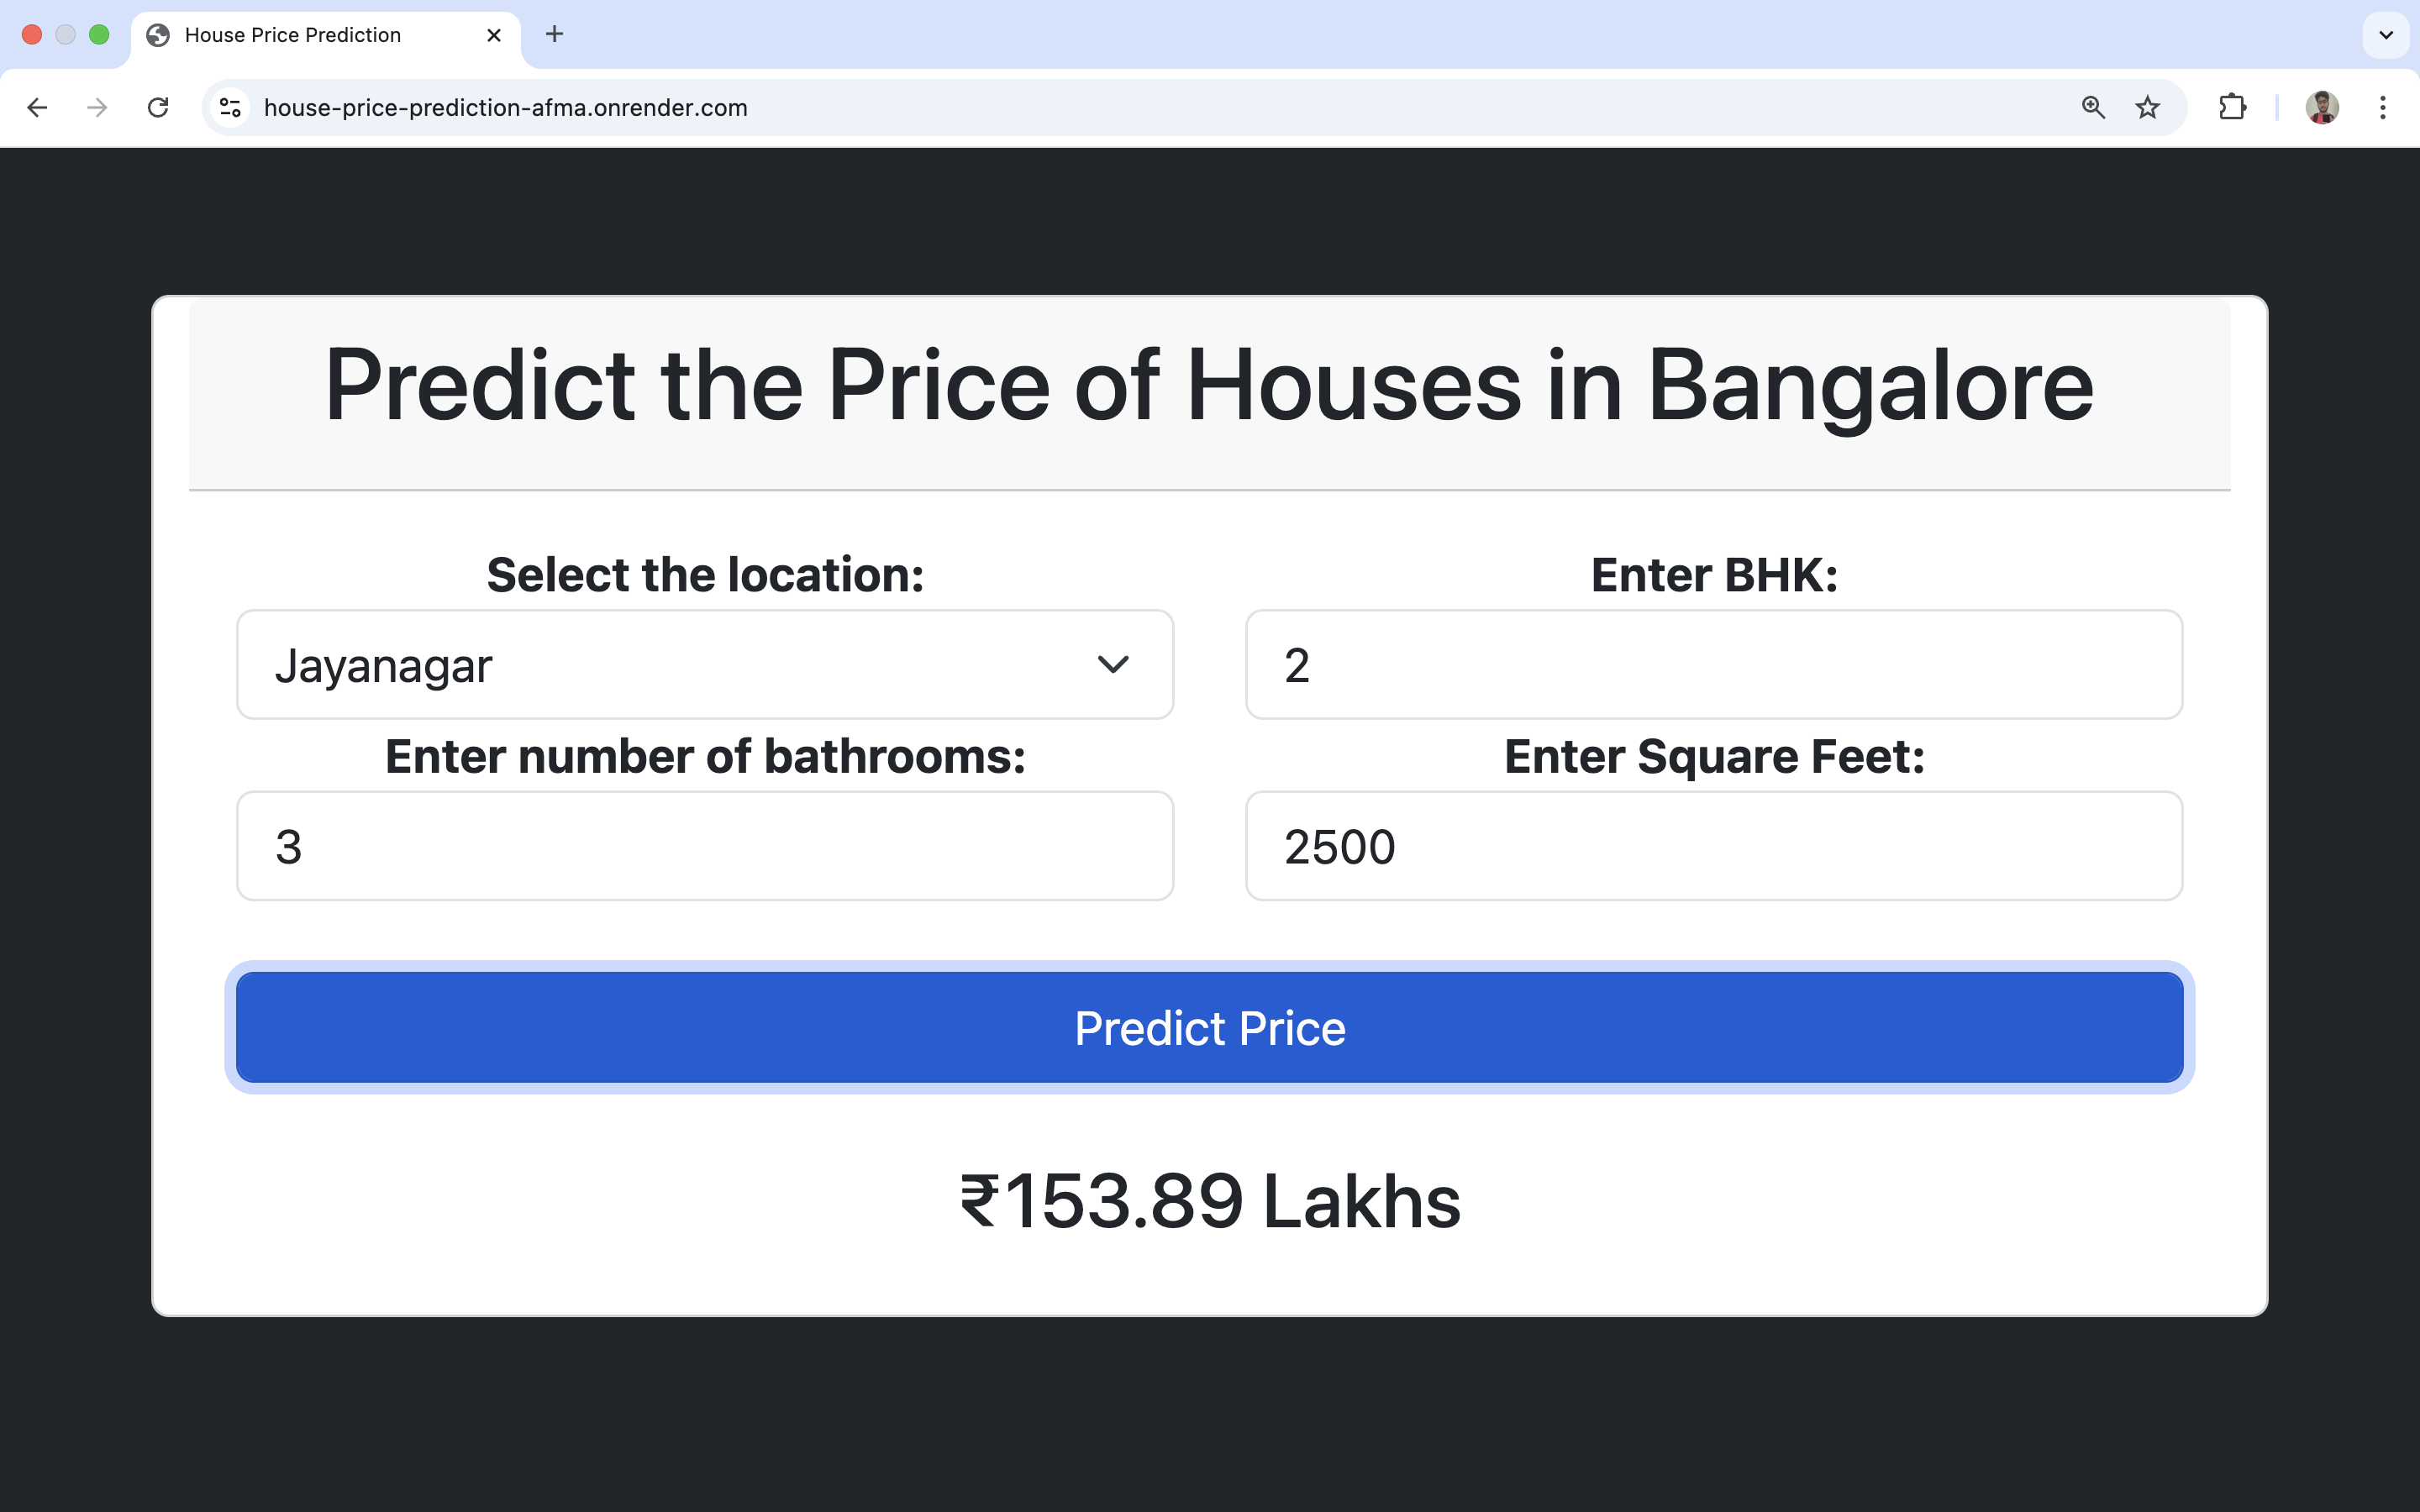 House Price Prediction
house-price-prediction-afma.onrender.com
Predict the Price of Houses in Bangalore
Select the location:
Enter BHK:
Jayanagar
2
Enter number of bathrooms:
Enter Square Feet:
3
2500
Predict Price
₹153.89 Lakhs